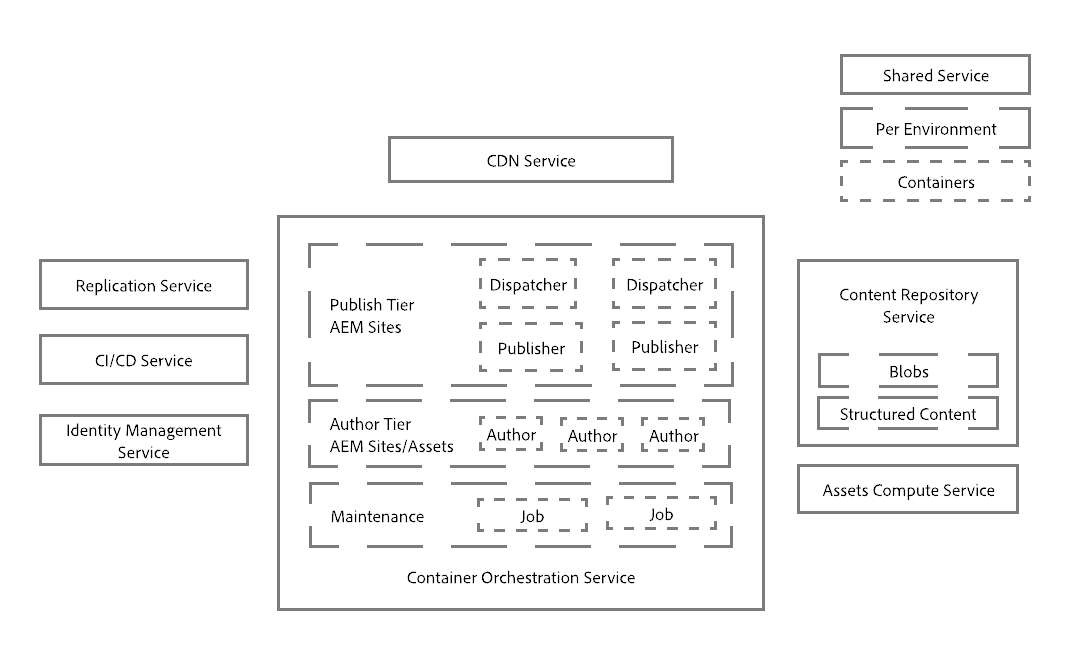 Shared Service
Per Environment
Containers
CDN Service
Replication Service
CI/CD Service
Identity Management
Service
Publish Tier
AEM Sites
Dispatcher
Dispatcher
Publisher
Publisher
Author Tier
AEM Sites/Assets
Author
Author
Author
Maintenance
Job
Job
Container Orchestration Service
Content Repository
Service
Blobs
Structured Content
Assets Compute Service